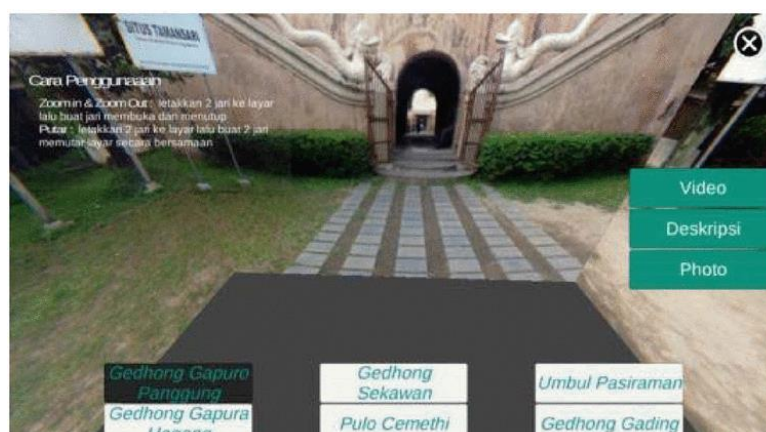 SITUS TAMANSARI
Cara Penggunaaan
Zoom in & Zoom Out : letakkan 2 jari ke layar
lalu buat jari membuka dan menutup
Putar : letakkan 2 jari ke layar lalu buat 2 jari
memutar layar secara bersamaan
Video
Deskripsi
Photo
Gedhong Gapuro
Panggung
Gedhong
Sekawan
Umbul Pasiraman
Gedhong Gapura
Pulo Cemethi
Gedhong Gading